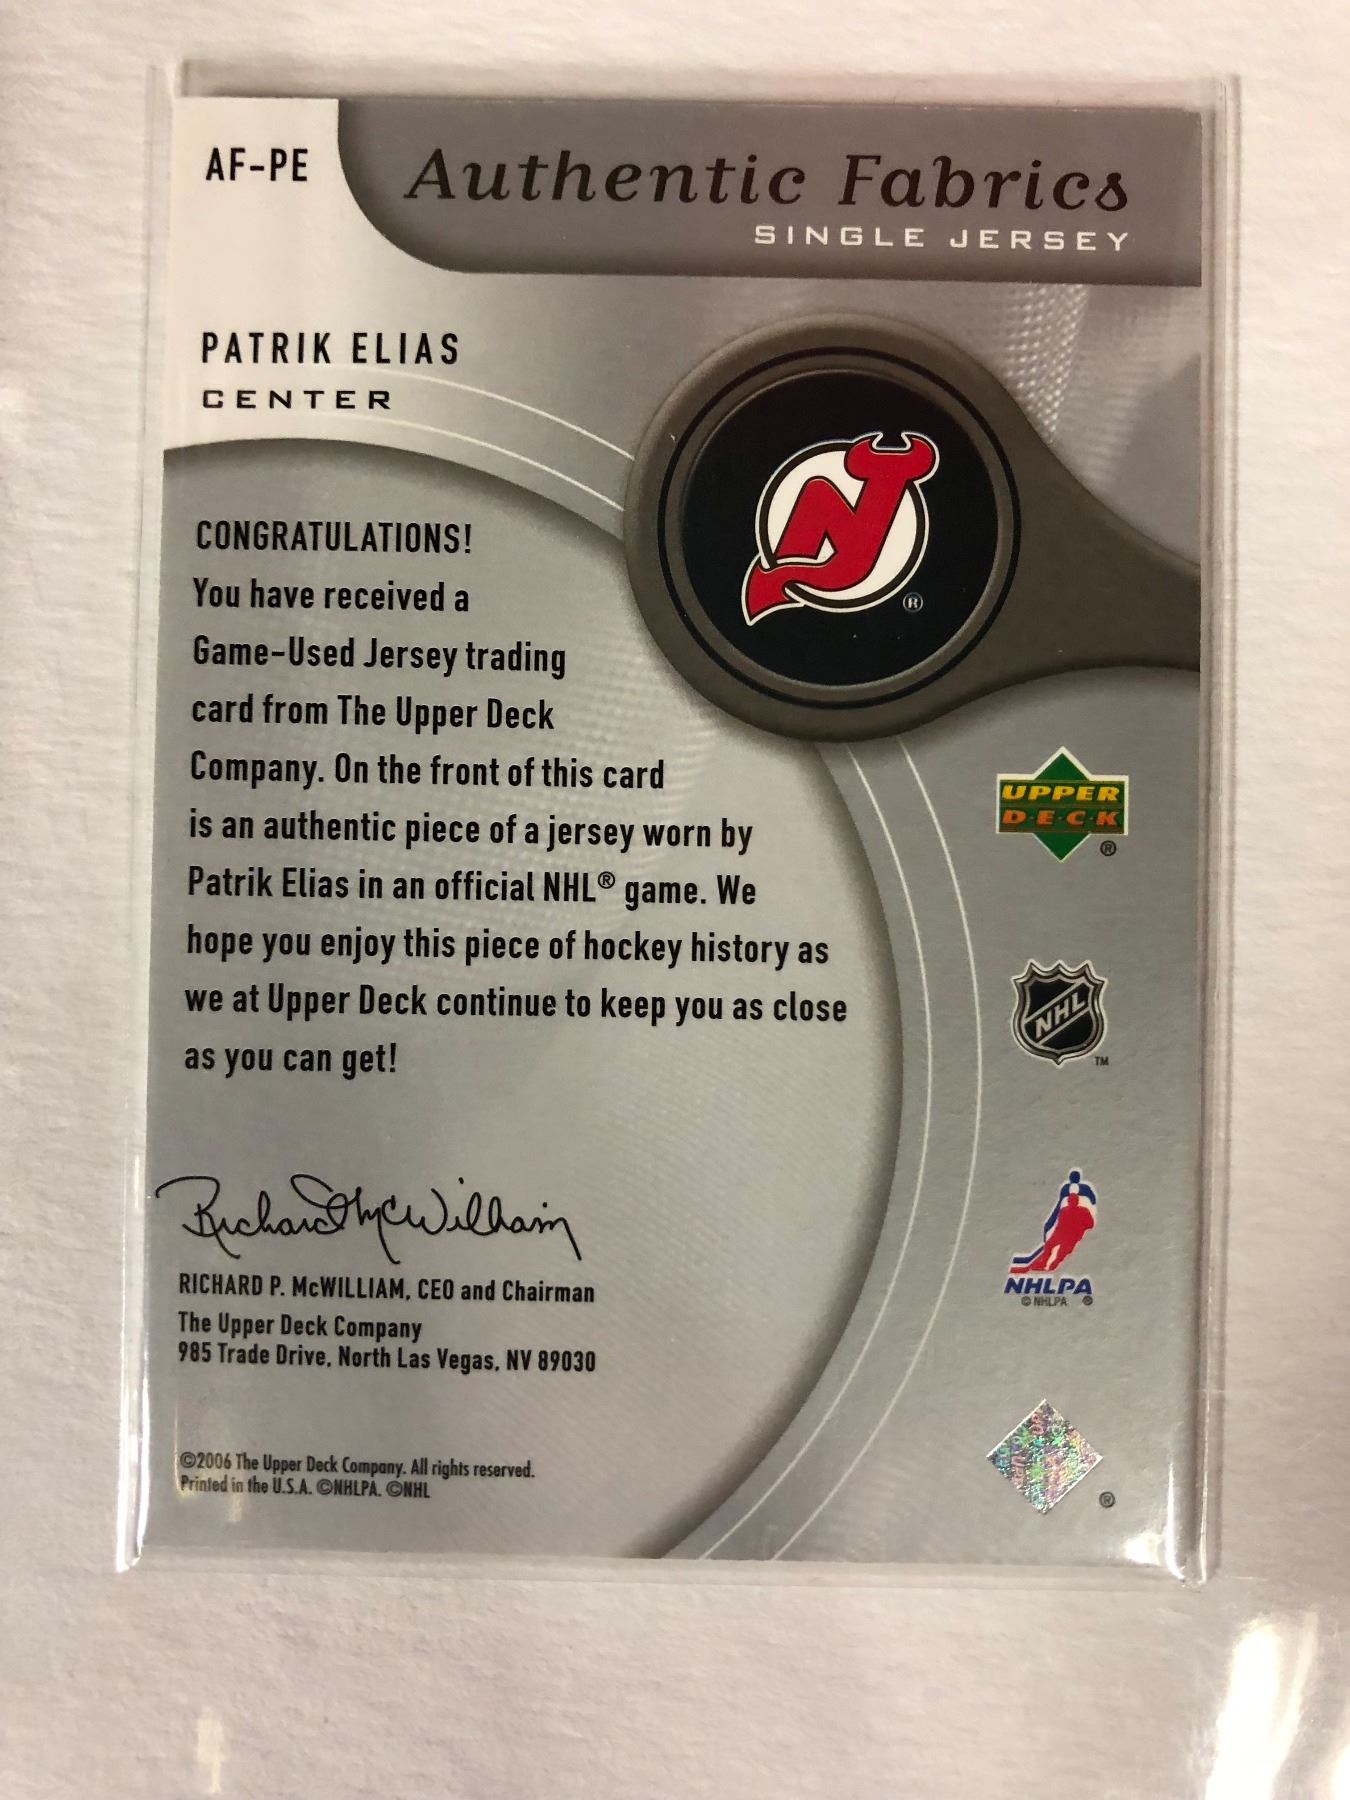 AF-PE
Authentic Fabrics
SINGLE JERSEY
PATRIK ELIAS
CENTER
NJ
®
CONGRATULATIONS!
You have received a
Game-Used Jersey trading
card from The Upper Deck
Company. On the front of this card
is an authentic piece of a jersey worn by
Patrik Elias in an official NHL® game. We
hope you enjoy this piece of hockey history as
we at Upper Deck continue to keep you as close
as you can get!
UPPER
D·E·C·K
®
NHL
TM
NHLPA
© NHLPA ®
Richard McWilliam
RICHARD P. McWILLIAM, CEO and Chairman
The Upper Deck Company
985 Trade Drive, North Las Vegas, NV 89030
©2006 The Upper Deck Company. All rights reserved.
Printed in the U.S.A. ©NHLPA. ©NHL
®